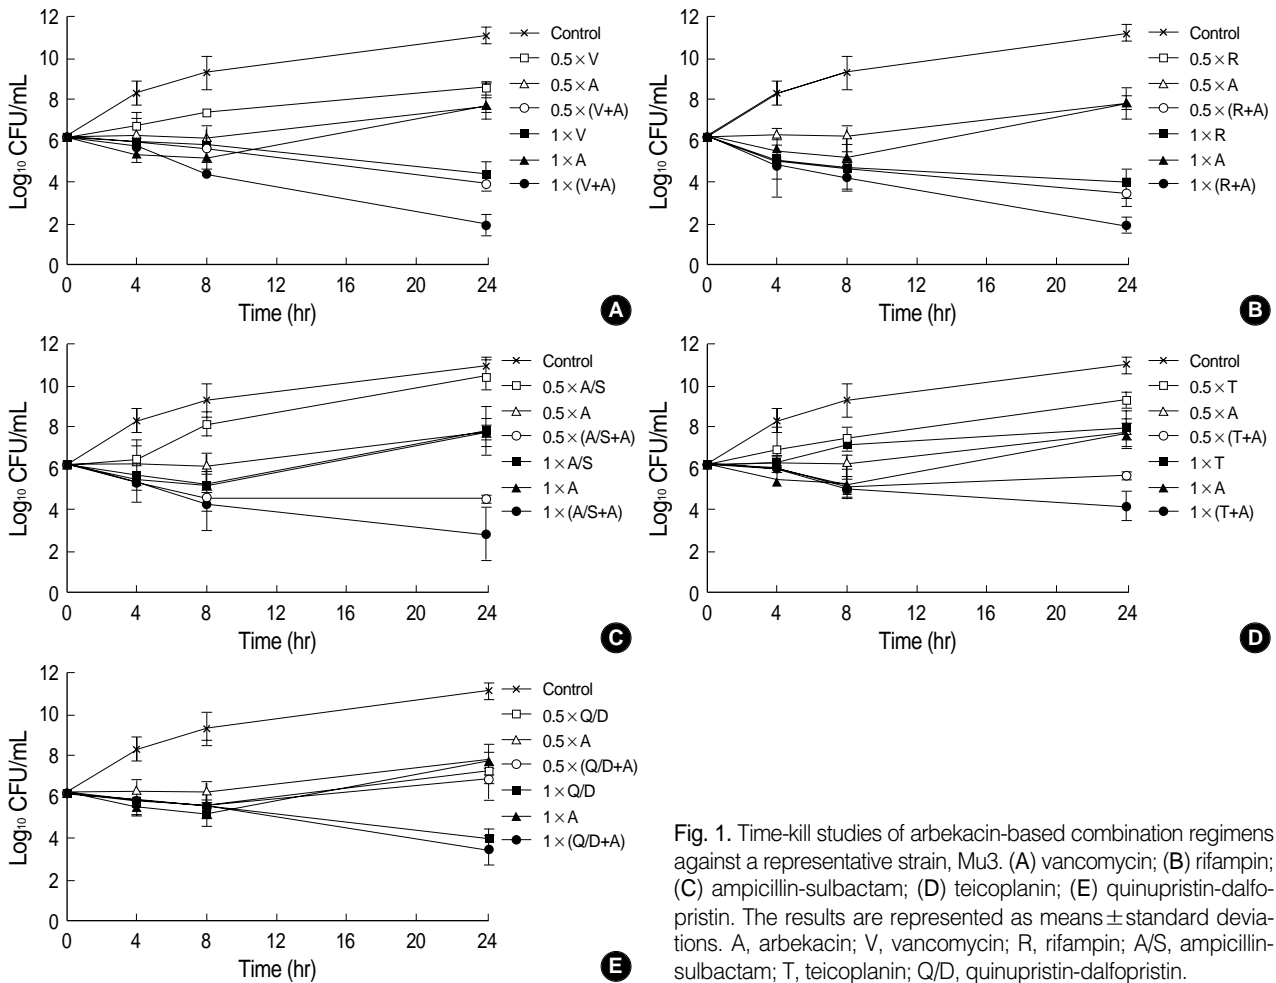 12
10
8
6
4
2
0
Log10 CFU/mL
0 4 8 12 16 20 24
Time (hr)
Control
0.5×V
0.5×A
0.5×(V+A)
1×V
1×A
1×(V+A)
A
12
10
8
6
4
2
0
Log10 CFU/mL
0 4 8 12 16 20 24
Time (hr)
Control
0.5×R
0.5×A
0.5×(R+A)
1×R
1×A
1×(R+A)
B
12
10
8
6
4
2
0
Log10 CFU/mL
0 4 8 12 16 20 24
Time (hr)
Control
0.5×A/S
0.5×A
0.5×(A/S+A)
1×A/S
1×A
1×(A/S+A)
C
12
10
8
6
4
2
0
Log10 CFU/mL
0 4 8 12 16 20 24
Time (hr)
Control
0.5×T
0.5×A
0.5×(T+A)
1×T
1×A
1×(T+A)
D
12
10
8
6
4
2
0
Log10 CFU/mL
0 4 8 12 16 20 24
Time (hr)
Control
0.5×Q/D
0.5×A
0.5×(Q/D+A)
1×Q/D
1×A
1×(Q/D+A)
E
Fig. 1. Time-kill studies of arbekacin-based combination regimens
against a representative strain, Mu3. (A) vancomycin; (B) rifampin;
(C) ampicillin-sulbactam; (D) teicoplanin; (E) quinupristin-dalfo-
pristin. The results are represented as means±standard devia-
tions. A, arbekacin; V, vancomycin; R, rifampin; A/S, ampicillin-
sulbactam; T, teicoplanin; Q/D, quinupristin-dalfopristin.